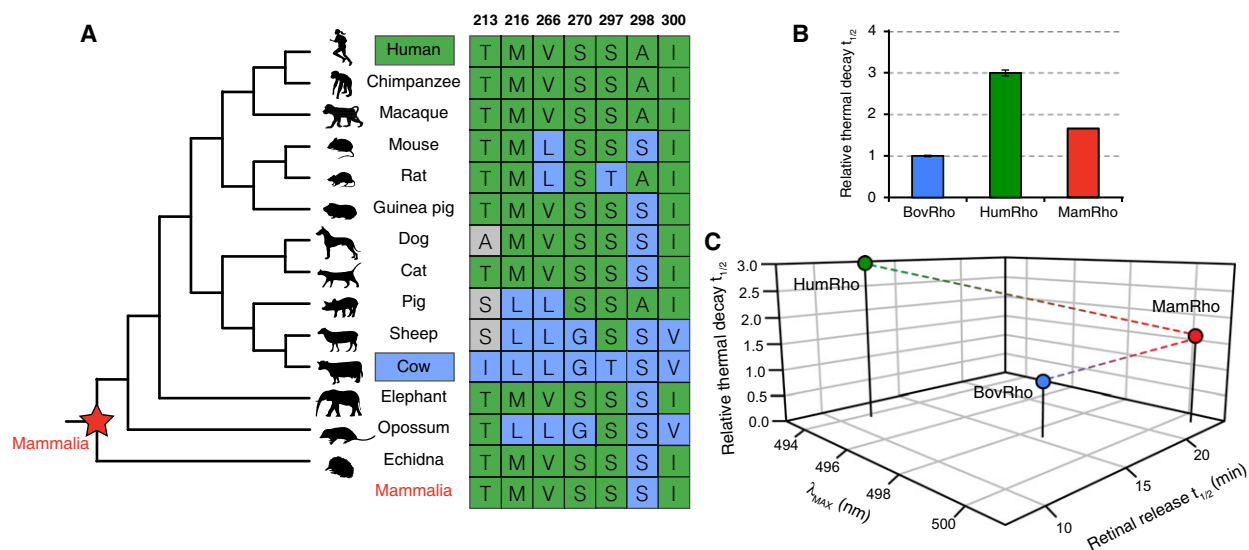 A
213 216 266 270 297 298 300
Human T M V S S A I
Chimpanzee T M V S S A I
Macaque T M V S S A I
Mouse T M L S S S I
Rat T M L S T A I
Guinea pig T M V S S S I
Dog A M V S S S I
Cat T M V S S S I
Pig S L L S S A I
Sheep S L L G S S V
Cow I L L G T S V
Elephant T M V S S S I
Opossum T L L G S S V
Echidna T M V S S S I
Mammalia T M V S S S I
Mammalia
B
Relative thermal decay t1/2
4
3
2
1
0
BovRho HumRho MamRho
C
Relative thermal decay t1/2
3.0
2.5
2.0
1.5
1.0
0.5
0.0
HumRho
MamRho
BovRho
494
496
498
500
λMAX (nm)
10
15
20
Retinal release t1/2 (min)